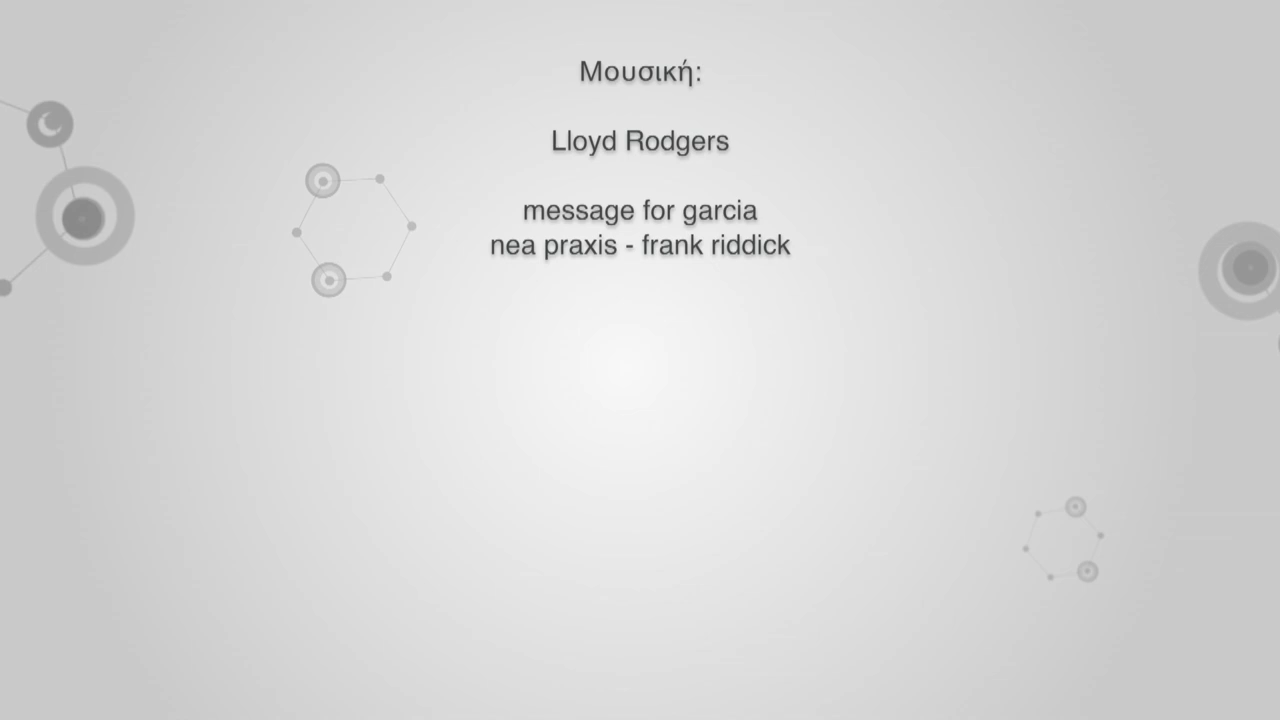 Μουσική:
Lloyd Rodgers
message for garcia
nea praxis - frank riddick